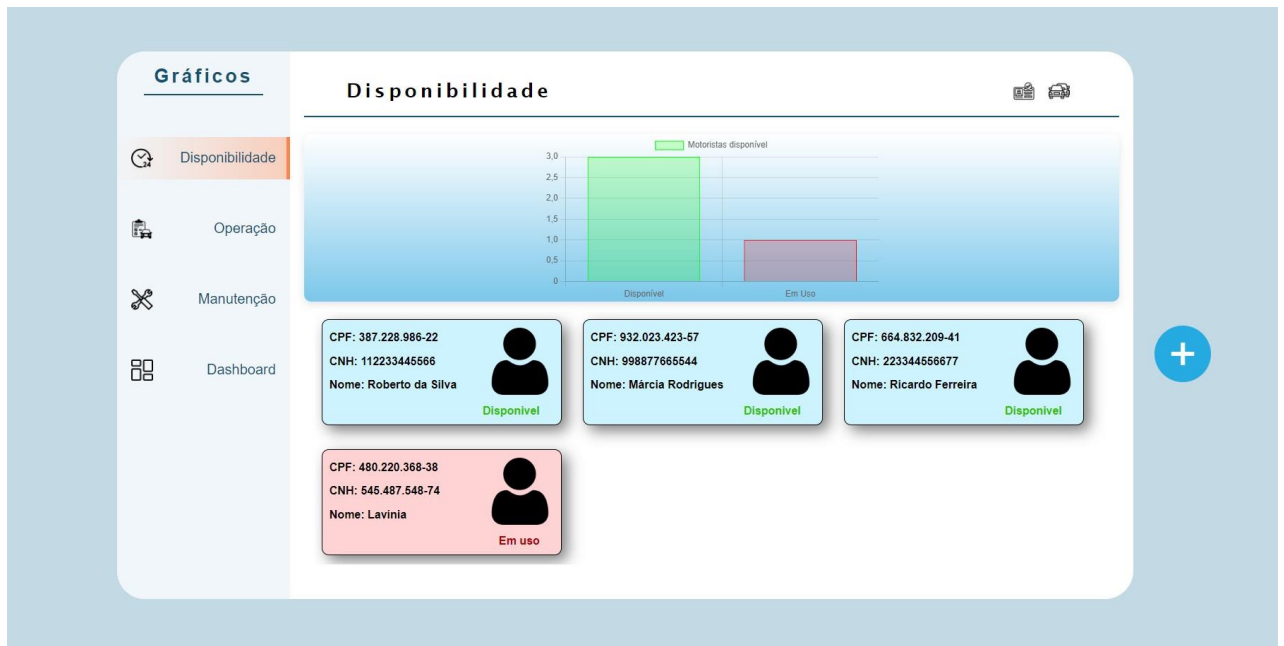 Gráficos
Disponibilidade
Disponibilidade
Operação
Manutenção
Dashboard
Motoristas disponível
3,0
2,5
2,0
1,5
1,0
0,5
0
Disponível
Em Uso
CPF: 387.228.986-22
CNH: 112233445566
Nome: Roberto da Silva
Disponivel
CPF: 932.023.423-57
CNH: 998877665544
Nome: Márcia Rodrigues
Disponivel
CPF: 664.832.209-41
CNH: 223344556677
Nome: Ricardo Ferreira
Disponivel
CPF: 480.220.368-38
CNH: 545.487.548-74
Nome: Lavinia
Em uso